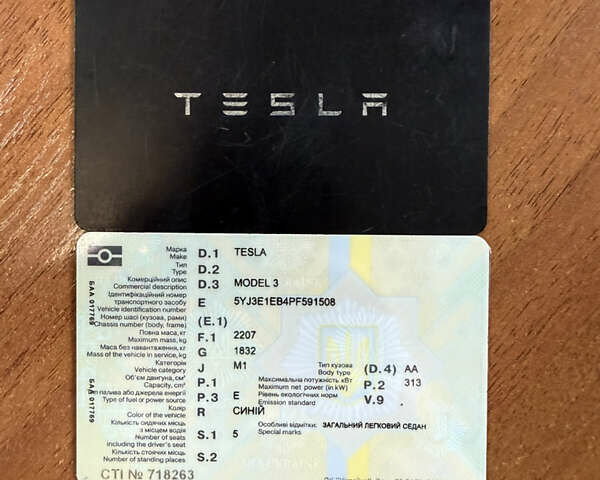 TESLA
Марка D.1 TESLA
Make
Тип D.2
Type
Комерційний опис D.3 MODEL 3
Commercial description
Ідентифікаційний номер
транспортного засобу E 5YJ3E1EB4PF591508
Vehicle identification number
Номер шасі (кузова, рами) (E.1)
Chassis number (body, frame)
Повна маса, кг F.1 2207
Maximum mass, kg
Маса без навантаження, кг G 1832
Mass of the vehicle in service, kg
Категорія J M1 Тип кузова (D.4) AA
Vehicle category Body type
Об'єм двигуна, см³ P.1 Максимальна потужність кВт P.2 313
Capacity, cm³ Maximum net power (in kW)
Тип палива або джерела енергії P.3 E Рівень екологічних норм V.9
Type of fuel or power source Emission standard
Колір R СИНІЙ
Color of the vehicle
Кількість сидячих місць
з місцем водія S.1 5 Особливі відмітки: ЗАГАЛЬНИЙ ЛЕГКОВИЙ СЕДАН
Number of seats Special marks
including the driver's seat
Кількість стоячих місць S.2
Number of standing places
CTI № 718263
БАА 017769
БАА 017769